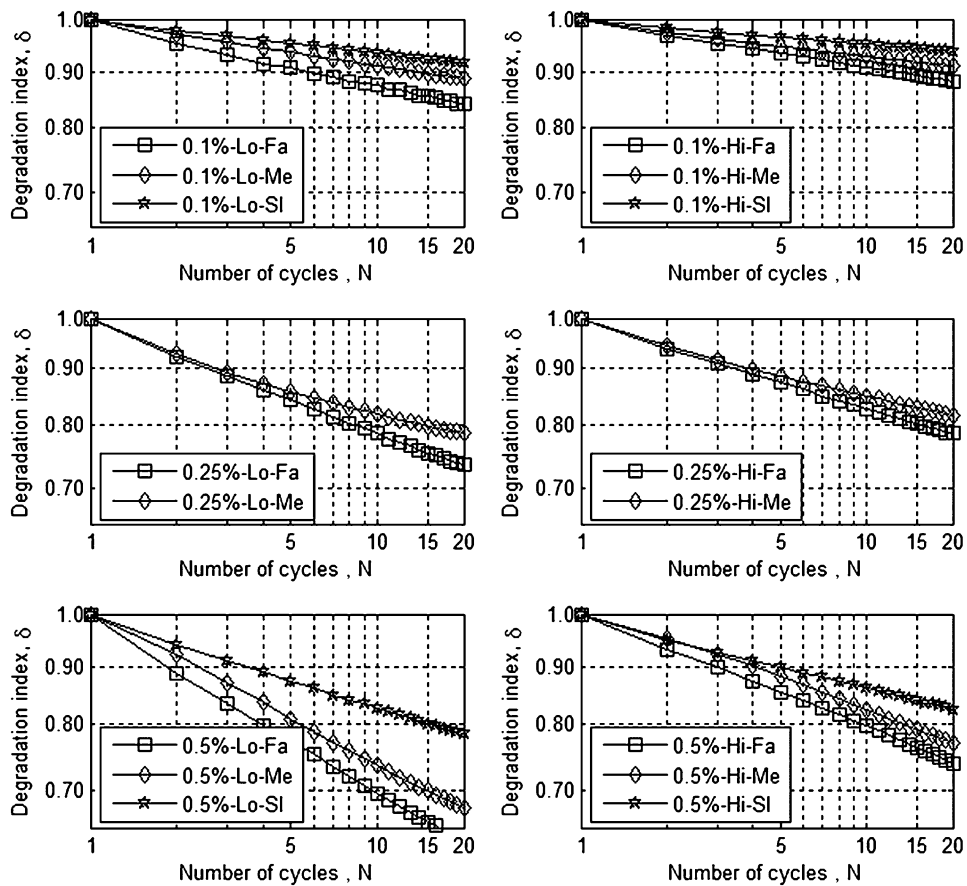 Degradation index, δ
1.0
0.90
0.80
0.70
0.1%-Lo-Fa
0.1%-Lo-Me
0.1%-Lo-Sl
1 5 10 15 20
Number of cycles , N
Degradation index, δ
1.0
0.90
0.80
0.70
0.1%-Hi-Fa
0.1%-Hi-Me
0.1%-Hi-Sl
1 5 10 15 20
Number of cycles , N
Degradation index, δ
1.0
0.90
0.80
0.70
0.25%-Lo-Fa
0.25%-Lo-Me
1 5 10 15 20
Number of cycles , N
Degradation index, δ
1.0
0.90
0.80
0.70
0.25%-Hi-Fa
0.25%-Hi-Me
1 5 10 15 20
Number of cycles , N
Degradation index, δ
1.0
0.90
0.80
0.70
0.5%-Lo-Fa
0.5%-Lo-Me
0.5%-Lo-Sl
1 5 10 15 20
Number of cycles , N
Degradation index, δ
1.0
0.90
0.80
0.70
0.5%-Hi-Fa
0.5%-Hi-Me
0.5%-Hi-Sl
1 5 10 15 20
Number of cycles , N